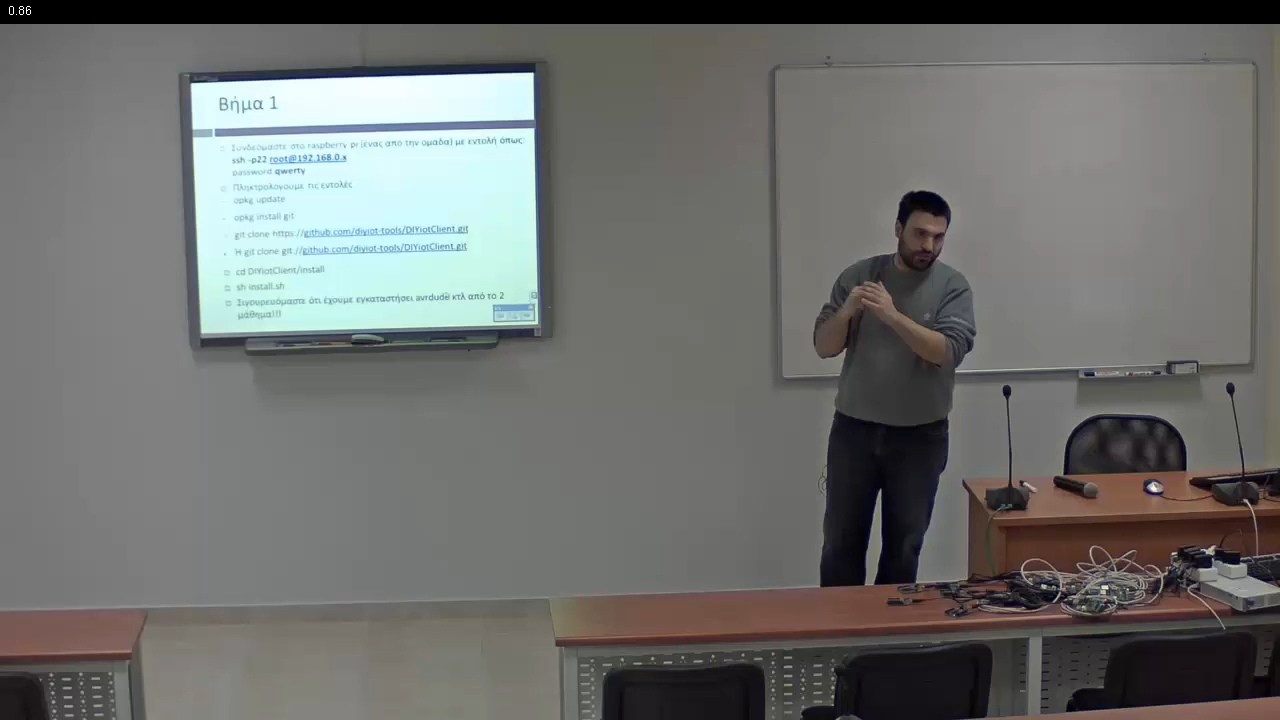 0.86
Βήμα 1
Συνδεόμαστε στο raspberry pi (ένας από την ομάδα) με εντολή όπως:
ssh -p22 root@192.168.0.x
password qwerty
Πληκτρολογουμε τις εντολές
opkg update
opkg install git
git clone https://github.com/diyiot-tools/DIYiotClient.git
Η git clone git://github.com/diyiot-tools/DIYiotClient.git
cd DIYiotClient/install
sh install.sh
Σιγουρευόμαστε ότι έχουμε εγκαταστήσει avrdude κτλ από το 2
μάθημα!!!